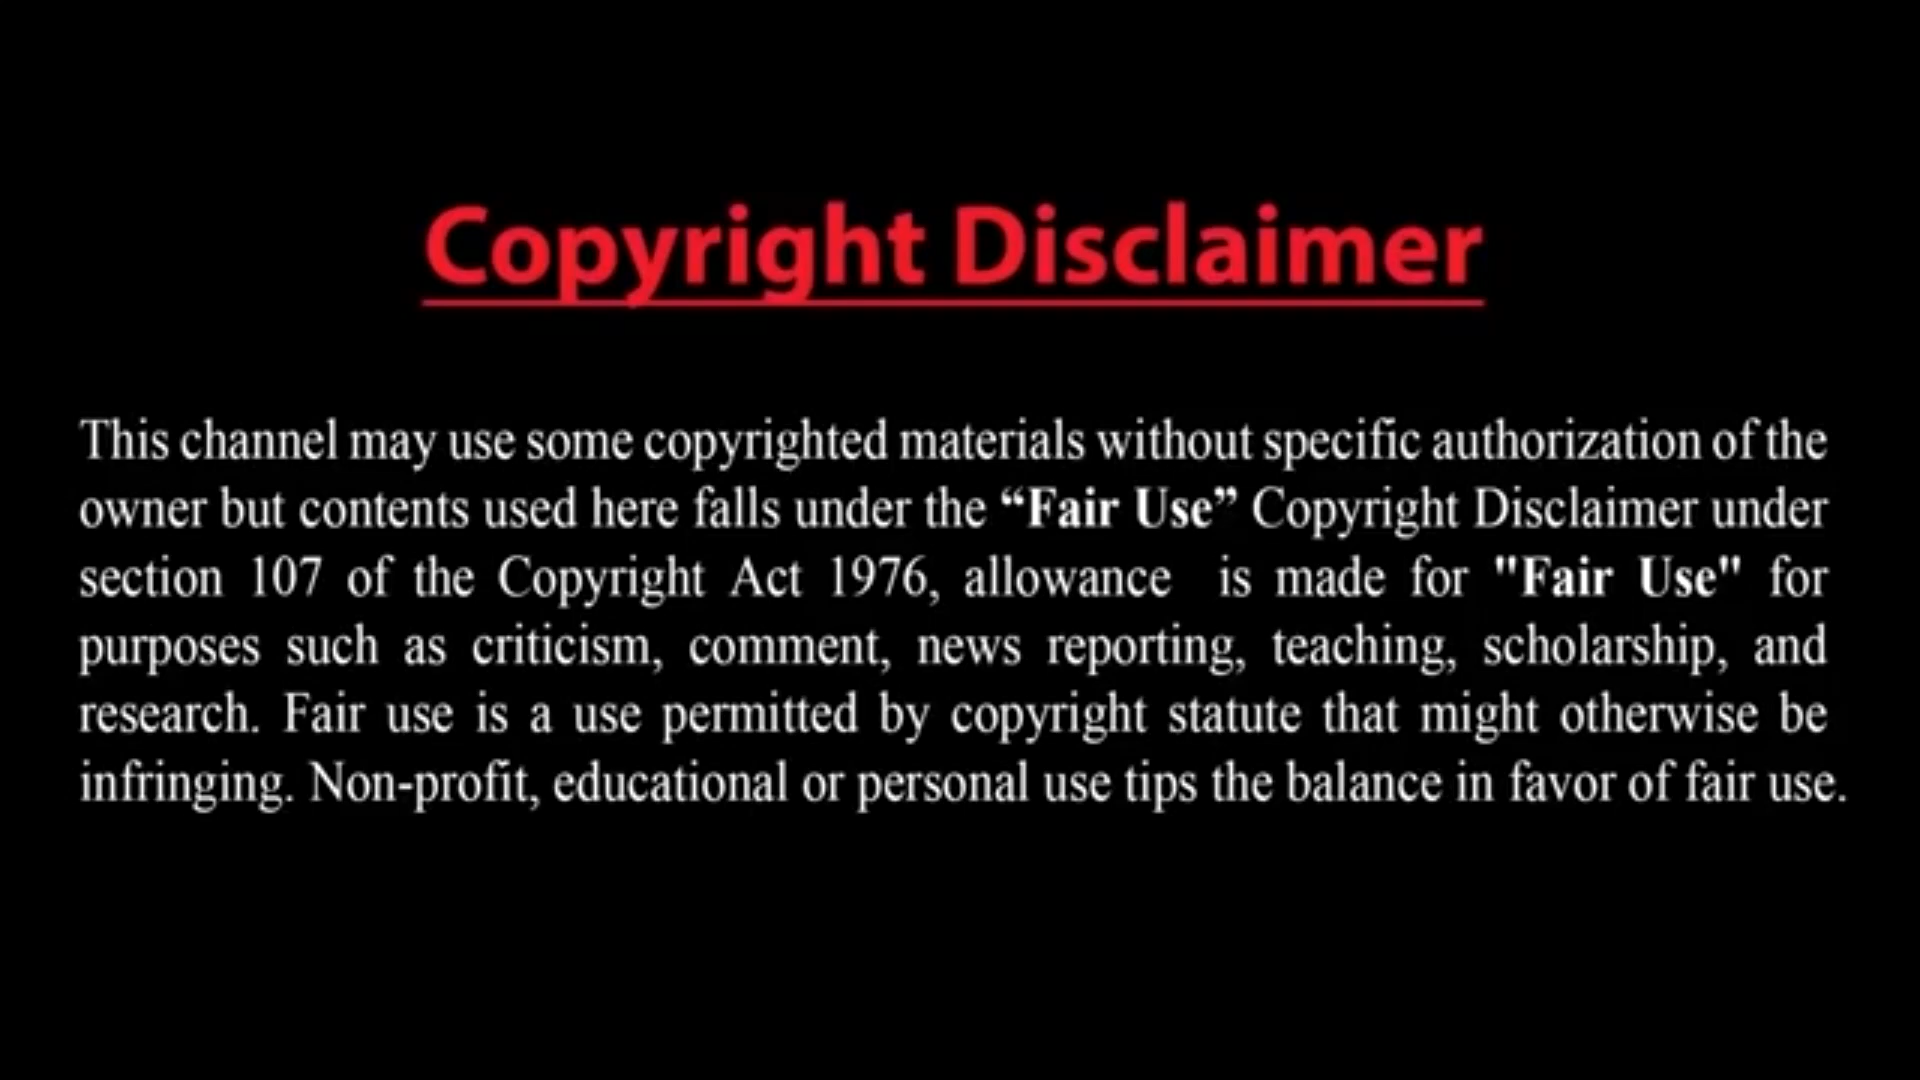 Copyright Disclaimer
This channel may use some copyrighted materials without specific authorization of the
owner but contents used here falls under the “Fair Use” Copyright Disclaimer under
section 107 of the Copyright Act 1976, allowance is made for "Fair Use" for
purposes such as criticism, comment, news reporting, teaching, scholarship, and
research. Fair use is a use permitted by copyright statute that might otherwise be
infringing. Non-profit, educational or personal use tips the balance in favor of fair use.